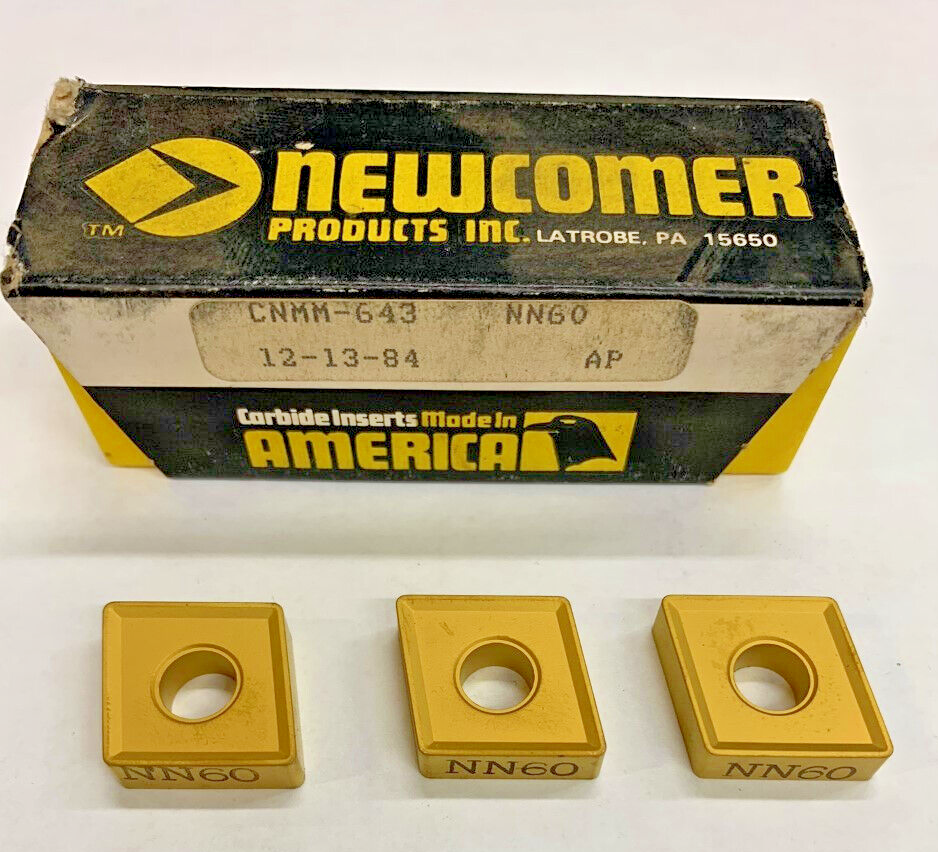 NEWCOMER
TM PRODUCTS INC. LATROBE, PA 15650
CNMM-643 NN60
12-13-84 AP
Carbide Inserts Made In
AMERICA
NN60 NN60 NN60